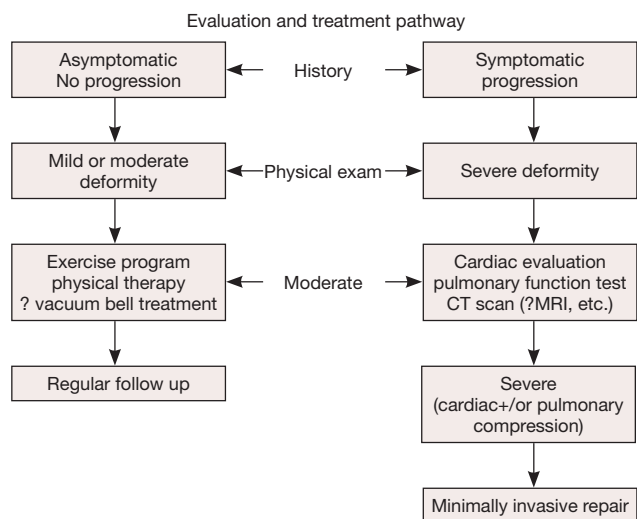 Evaluation and treatment pathway
Asymptomatic
No progression
History
Symptomatic
progression
Mild or moderate
deformity
Physical exam
Severe deformity
Exercise program
physical therapy
? vacuum bell treatment
Moderate
Cardiac evaluation
pulmonary function test
CT scan (?MRI, etc.)
Regular follow up
Severe
(cardiac+/or pulmonary
compression)
Minimally invasive repair